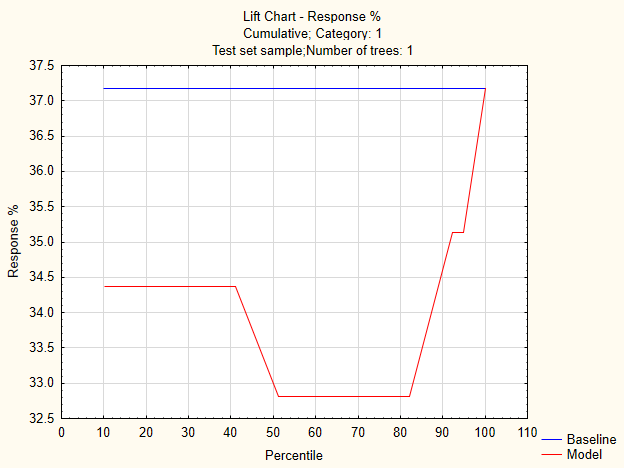 Lift Chart - Response %
Cumulative; Category: 1
Test set sample;Number of trees: 1
37.5
37.0
36.5
36.0
35.5
35.0
34.5
34.0
33.5
33.0
32.5
Response %
0 10 20 30 40 50 60 70 80 90 100 110
Percentile
Baseline
Model